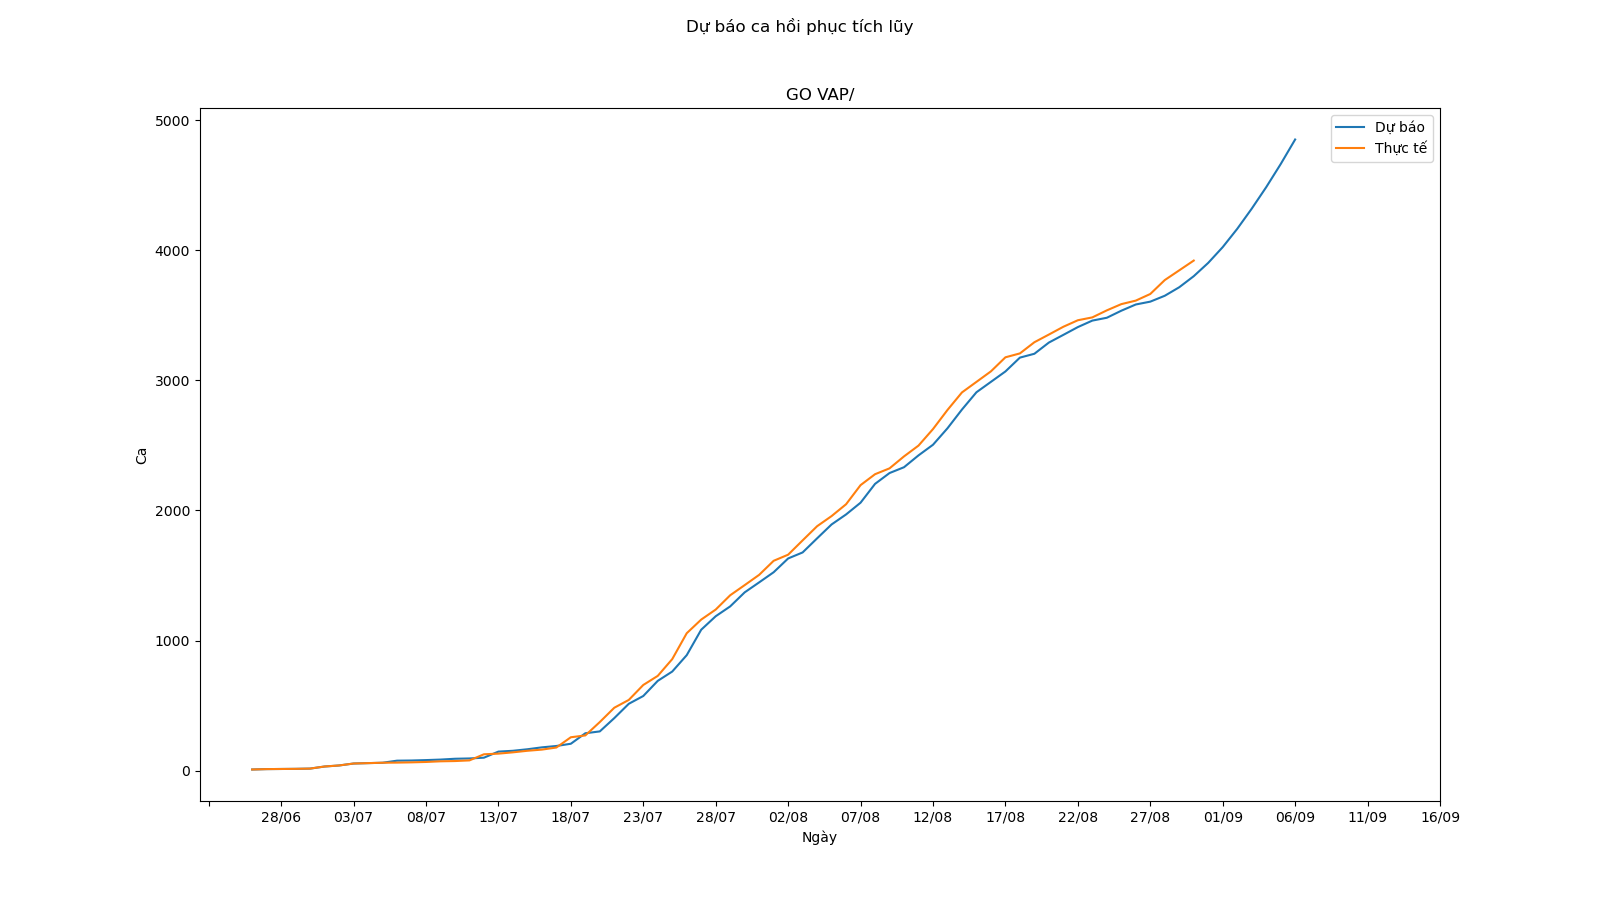 Dự báo ca hồi phục tích lũy
GO VAP/
Dự báo
Thực tế
5000
4000
3000
2000
1000
0
Ca
28/06 03/07 08/07 13/07 18/07 23/07 28/07 02/08 07/08 12/08 17/08 22/08 27/08 01/09 06/09 11/09 16/09
Ngày